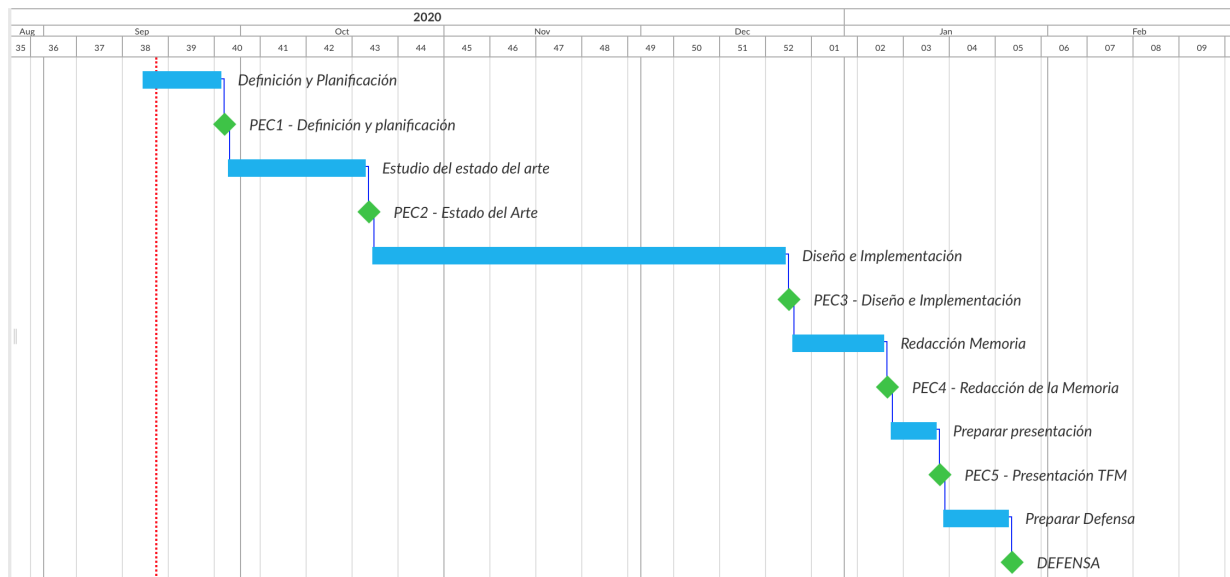 2020
Aug Sep Oct Nov Dec Jan Feb
35 36 37 38 39 40 41 42 43 44 45 46 47 48 49 50 51 52 01 02 03 04 05 06 07 08 09
Definición y Planificación
PEC1 - Definición y planificación
Estudio del estado del arte
PEC2 - Estado del Arte
Diseño e Implementación
PEC3 - Diseño e Implementación
Redacción Memoria
PEC4 - Redacción de la Memoria
Preparar presentación
PEC5 - Presentación TFM
Preparar Defensa
DEFENSA